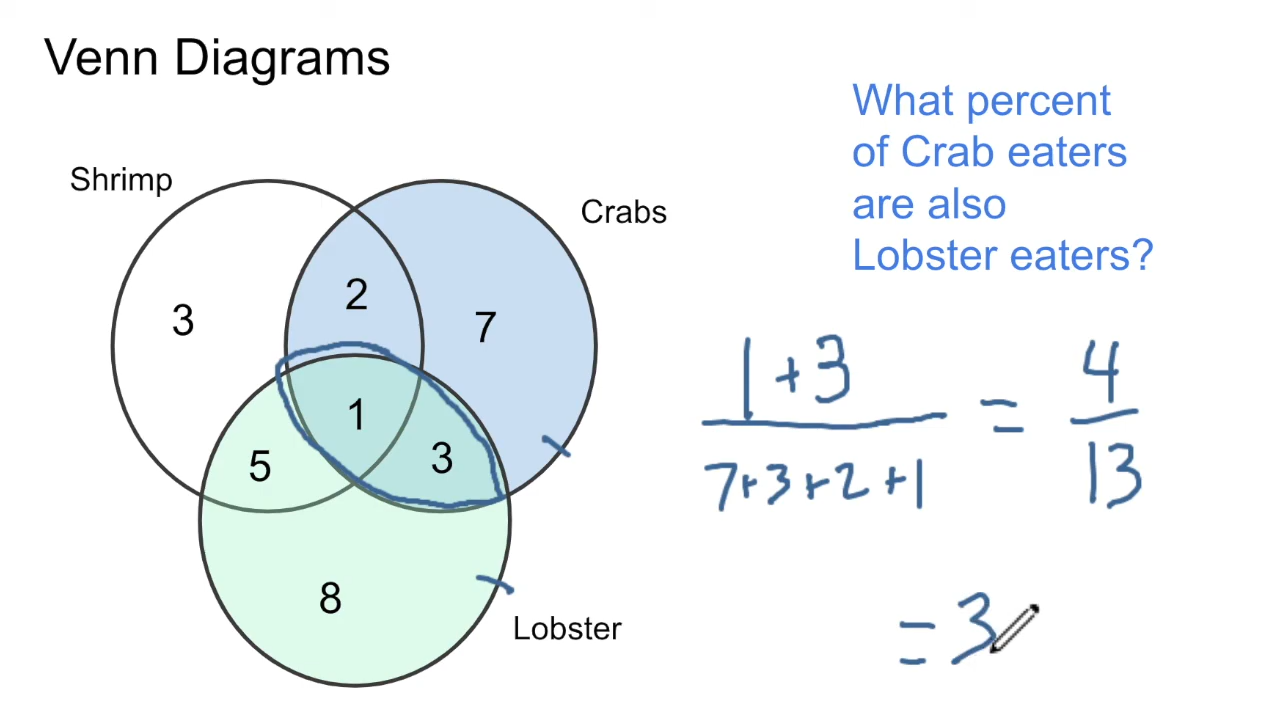 Venn Diagrams
What percent
of Crab eaters
are also
Lobster eaters?
Shrimp
Crabs
3
2
7
1
5
3
8
Lobster
1+3
7+3+2+1
=
4
13
=3